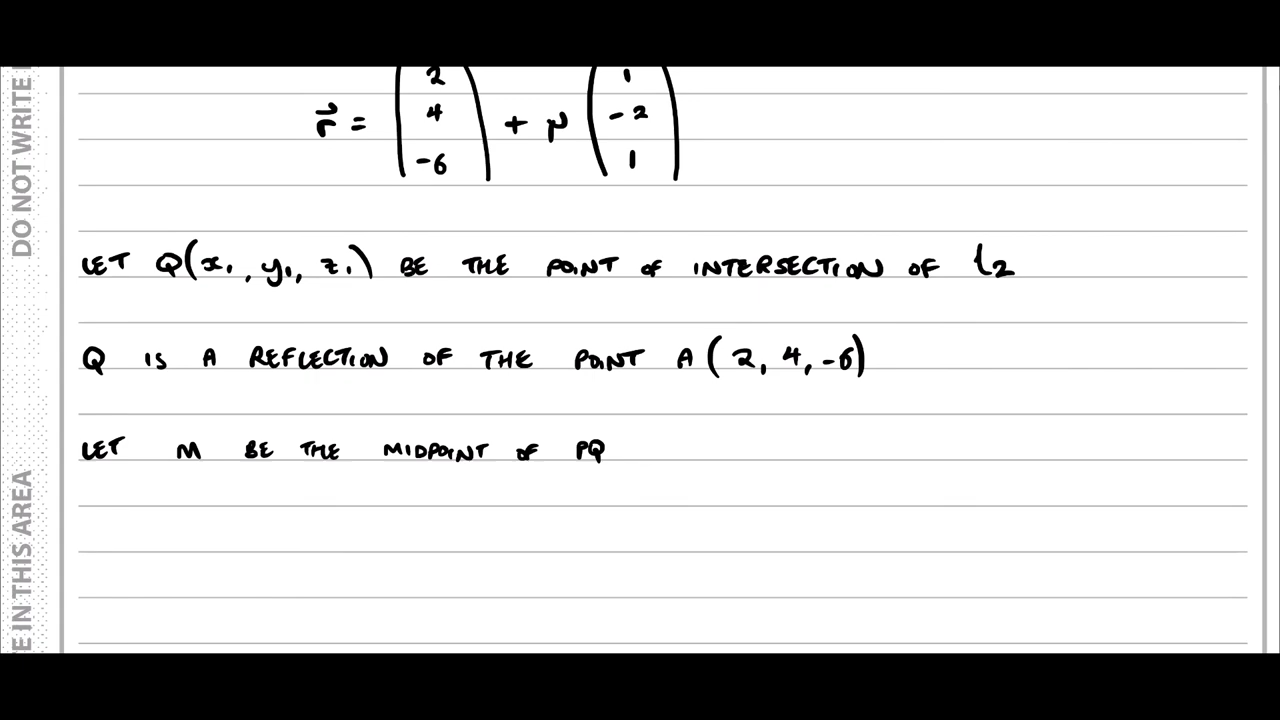 DO NOT WRITE I
r⃗ = ( 2 4 -6 ) + μ ( 1 -2 1 )
LET Q(x₁, y₁, z₁) BE THE POINT OF INTERSECTION OF l₂
Q IS A REFLECTION OF THE POINT A(2, 4, -6)
LET M BE THE MIDPOINT OF PQ
E IN THIS AREA